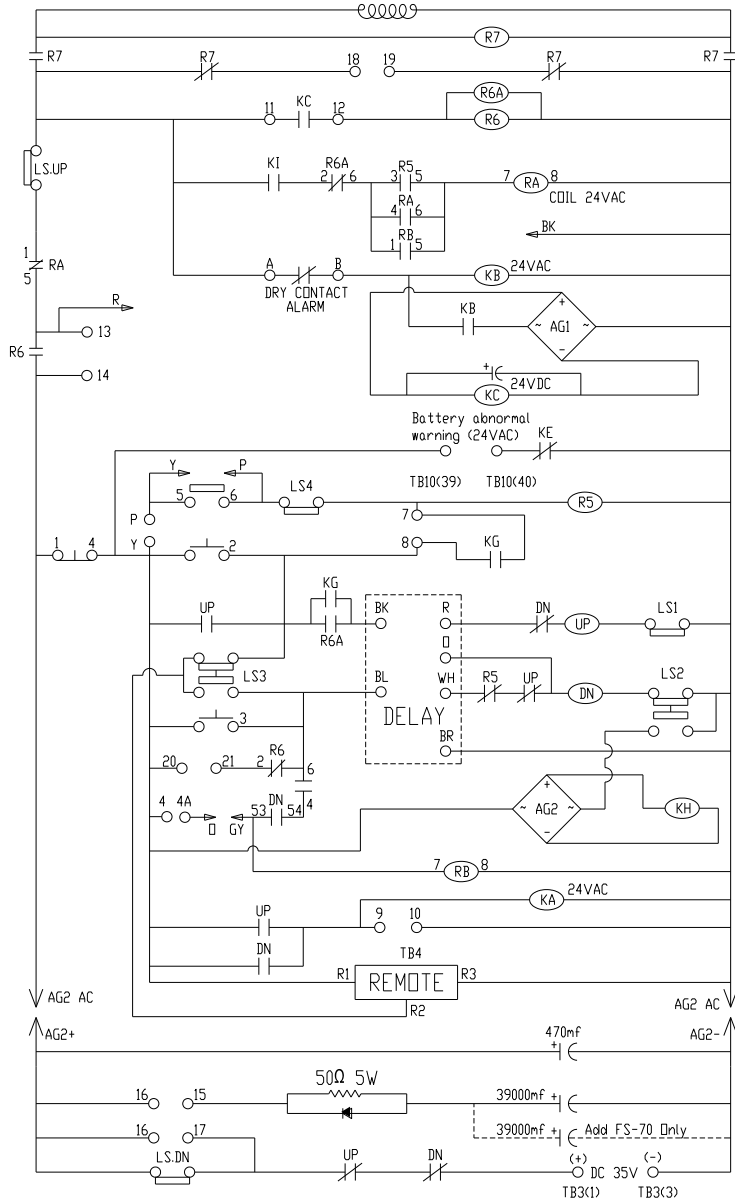 R7
R7 R7
R7 18 19 R7
R6A
11 KC 12 R6
LS.UP
KI 2 R6A 6 3 R5 5 7 RA 8
COIL 24VAC
4 RA 6
BK
1 RB 5
1 RA
5
A B KB 24VAC
DRY CONTACT
ALARM
R
13
KB AG1
+
~ ~
-
R6
14
+
KC 24VDC
Battery abnormal
warning (24VAC) KE
TB10(39) TB10(40)
Y P
5 6 LS4 R5
P 7
Y
1 4 2 8 KG
KG
UP R6A BK R DN UP LS1
O
LS3 BL WH R5 UP DN LS2
DELAY
3
BR
20 21 2 R6
6
4
4 4A O GY 53 DN 54
~ AG2 ~ KH
+
-
7 RB 8
KA 24VAC
UP 9 10
DN TB4
R1 REMOTE R3
R2
AG2 AC AG2 AC
AG2+ AG2-
470mf
+
50Ω 5W
16 15 39000mf +
16 17 39000mf + Add FS-70 Only
LS.DN UP DN (+) DC 35V (-)
TB3(1) TB3(3)